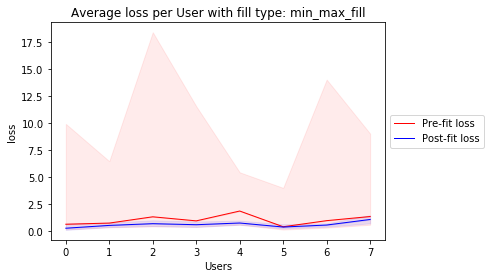 Average loss per User with fill type: min_max_fill
loss
17.5
15.0
12.5
10.0
7.5
5.0
2.5
0.0
0 1 2 3 4 5 6 7
Users
Pre-fit loss
Post-fit loss